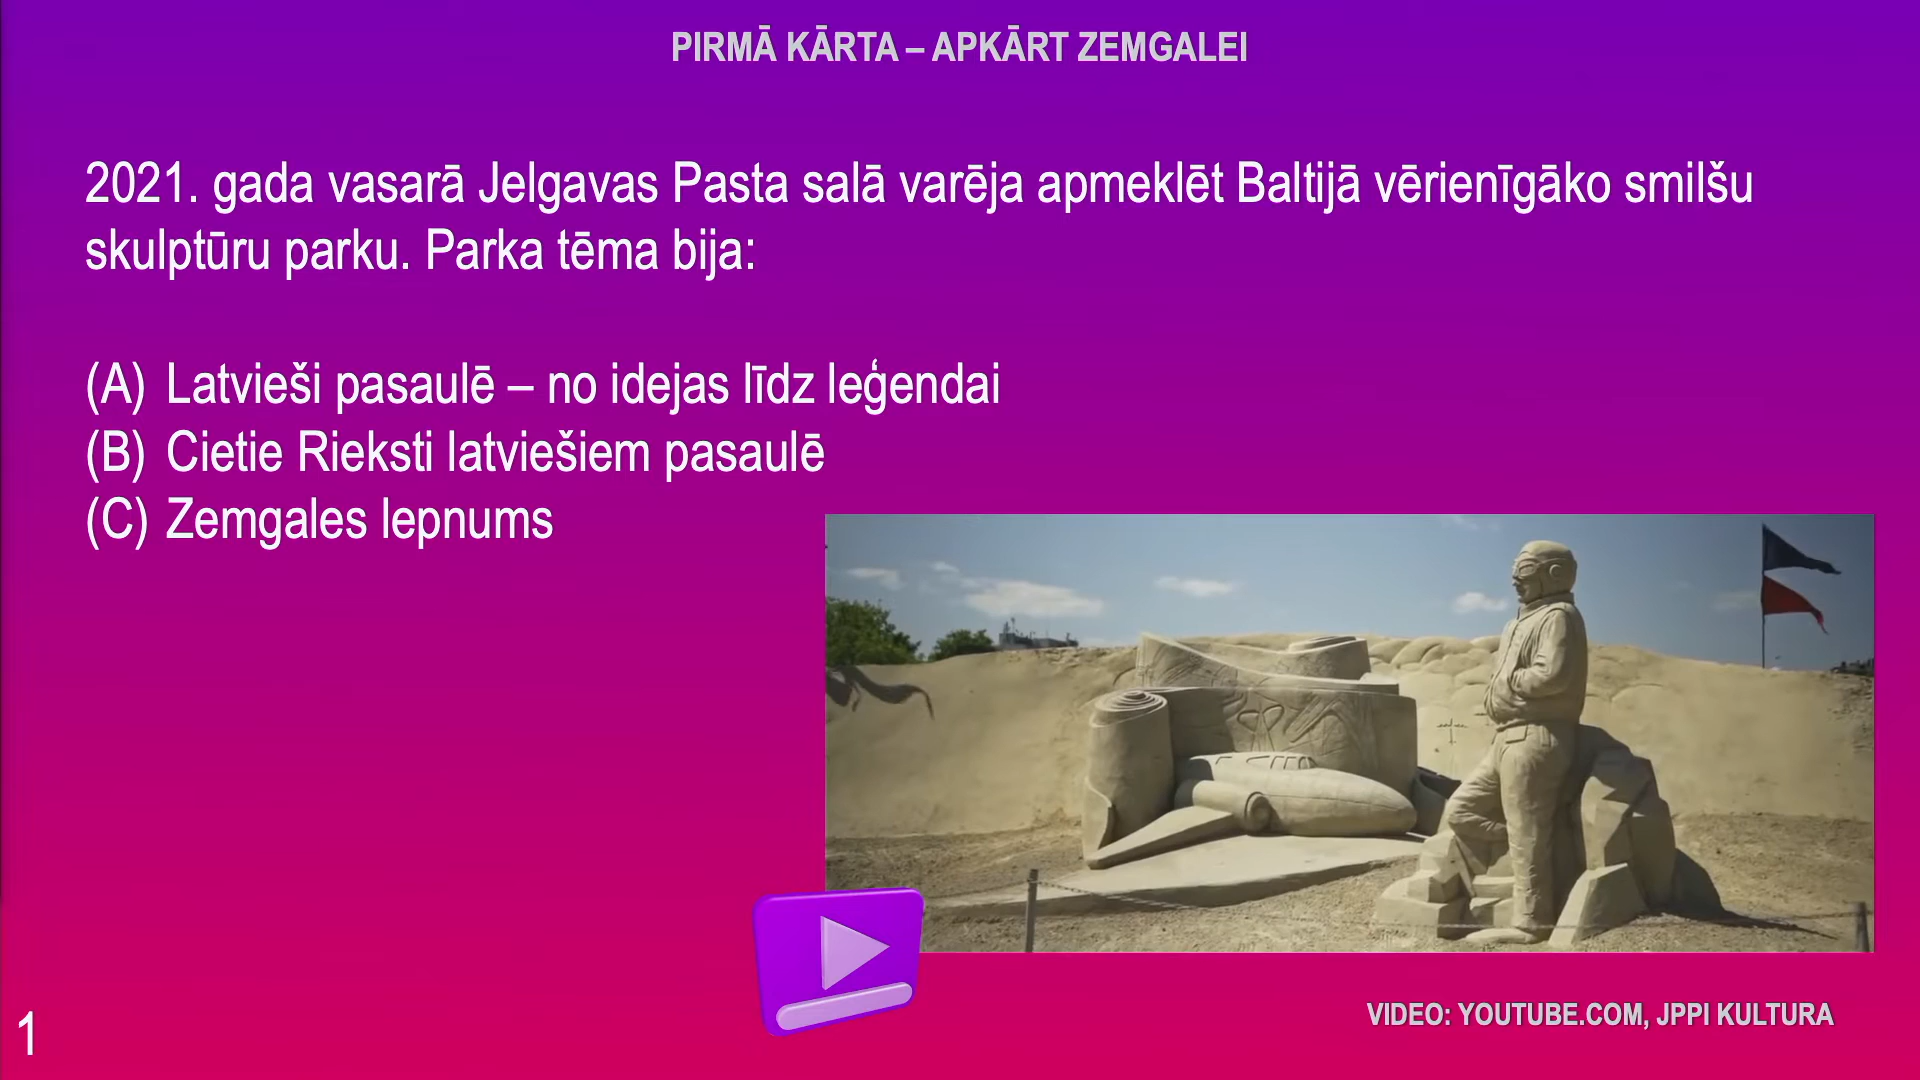 PIRMĀ KĀRTA – APKĀRT ZEMGALEI
2021. gada vasarā Jelgavas Pasta salā varēja apmeklēt Baltijā vērienīgāko smilšu
skulptūru parku. Parka tēma bija:
(A) Latvieši pasaulē – no idejas līdz leģendai
(B) Cietie Rieksti latviešiem pasaulē
(C) Zemgales lepnums
VIDEO: YOUTUBE.COM, JPPI KULTURA
1